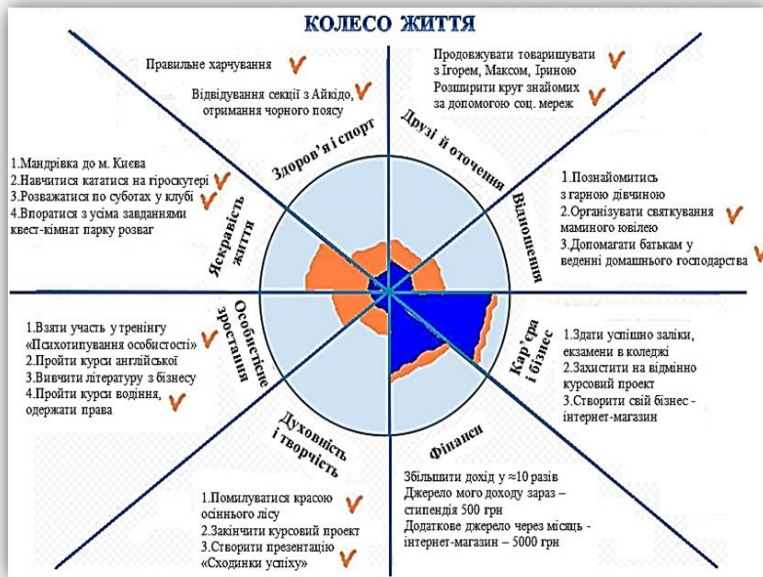 КОЛЕСО ЖИТТЯ
Правильне харчування
Відвідування секції з Айкідо,
отримання чорного поясу
Здоров'я і спорт
Продовжувати товаришувати
з Ігорем, Максом, Іриною
Розширити круг знайомих
за допомогою соц. мереж
Друзі й оточення
1.Познайомитись
з гарною дівчиною
2.Організувати святкування
маминого ювілею
3.Допомагати батькам у
веденні домашнього господарства
Відношення
1.Здати успішно заліки,
екзамени в коледжі
2.Захистити на відмінно
курсовий проект
3.Створити свій бізнес -
інтернет-магазин
Кар'єра
і бізнес
Фінанси
Збільшити дохід у ≈10 разів
Джерело мого доходу зараз –
стипендія 500 грн
Додаткове джерело через місяць -
інтернет-магазин – 5000 грн
Духовність
і творчість
1.Помилуватися красою
осіннього лісу
2.Закінчити курсовий проект
3.Створити презентацію
«Сходинки успіху»
Особистісне
зростання
1.Взяти участь у тренінгу
«Психотипування особистості»
2.Пройти курси англійської
3.Вивчити літературу з бізнесу
4.Пройти курси водіння,
одержати права
Яскравість
життя
1.Мандрівка до м. Києва
2.Навчитися кататися на гіроскутері
3.Розважатися по суботах у клубі
4.Впоратися з усіма завданнями
квест-кімнат парку розваг